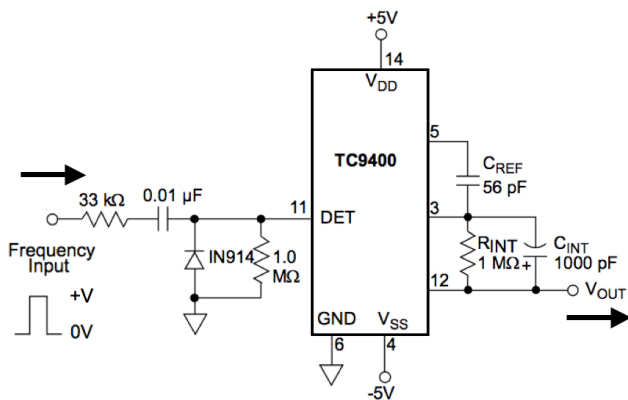 +5V
14
VDD
TC9400
5
CREF
56 pF
33 kΩ
0.01 µF
11
DET
3
RINT
1 MΩ
+
CINT
1000 pF
IN914
1.0
MΩ
Frequency
Input
+V
0V
12
VOUT
GND
VSS
6
4
-5V